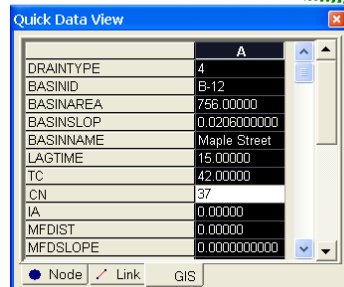 Quick Data View
A
DRAINTYPE 4
BASINID B-12
BASINAREA 756.00000
BASINSLOP 0.0206000000
BASINNAME Maple Street
LAGTIME 15.00000
TC 42.00000
CN 37
IA 0.00000
MFDIST 0.00000
MFDSLOPE 0.0000000000
Node Link GIS